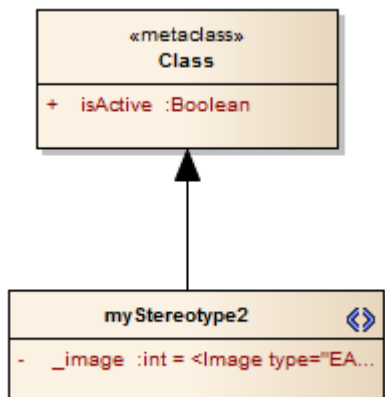 «metaclass»
Class
+ isActive :Boolean
myStereotype2
- _image :int = <Image type="EA...